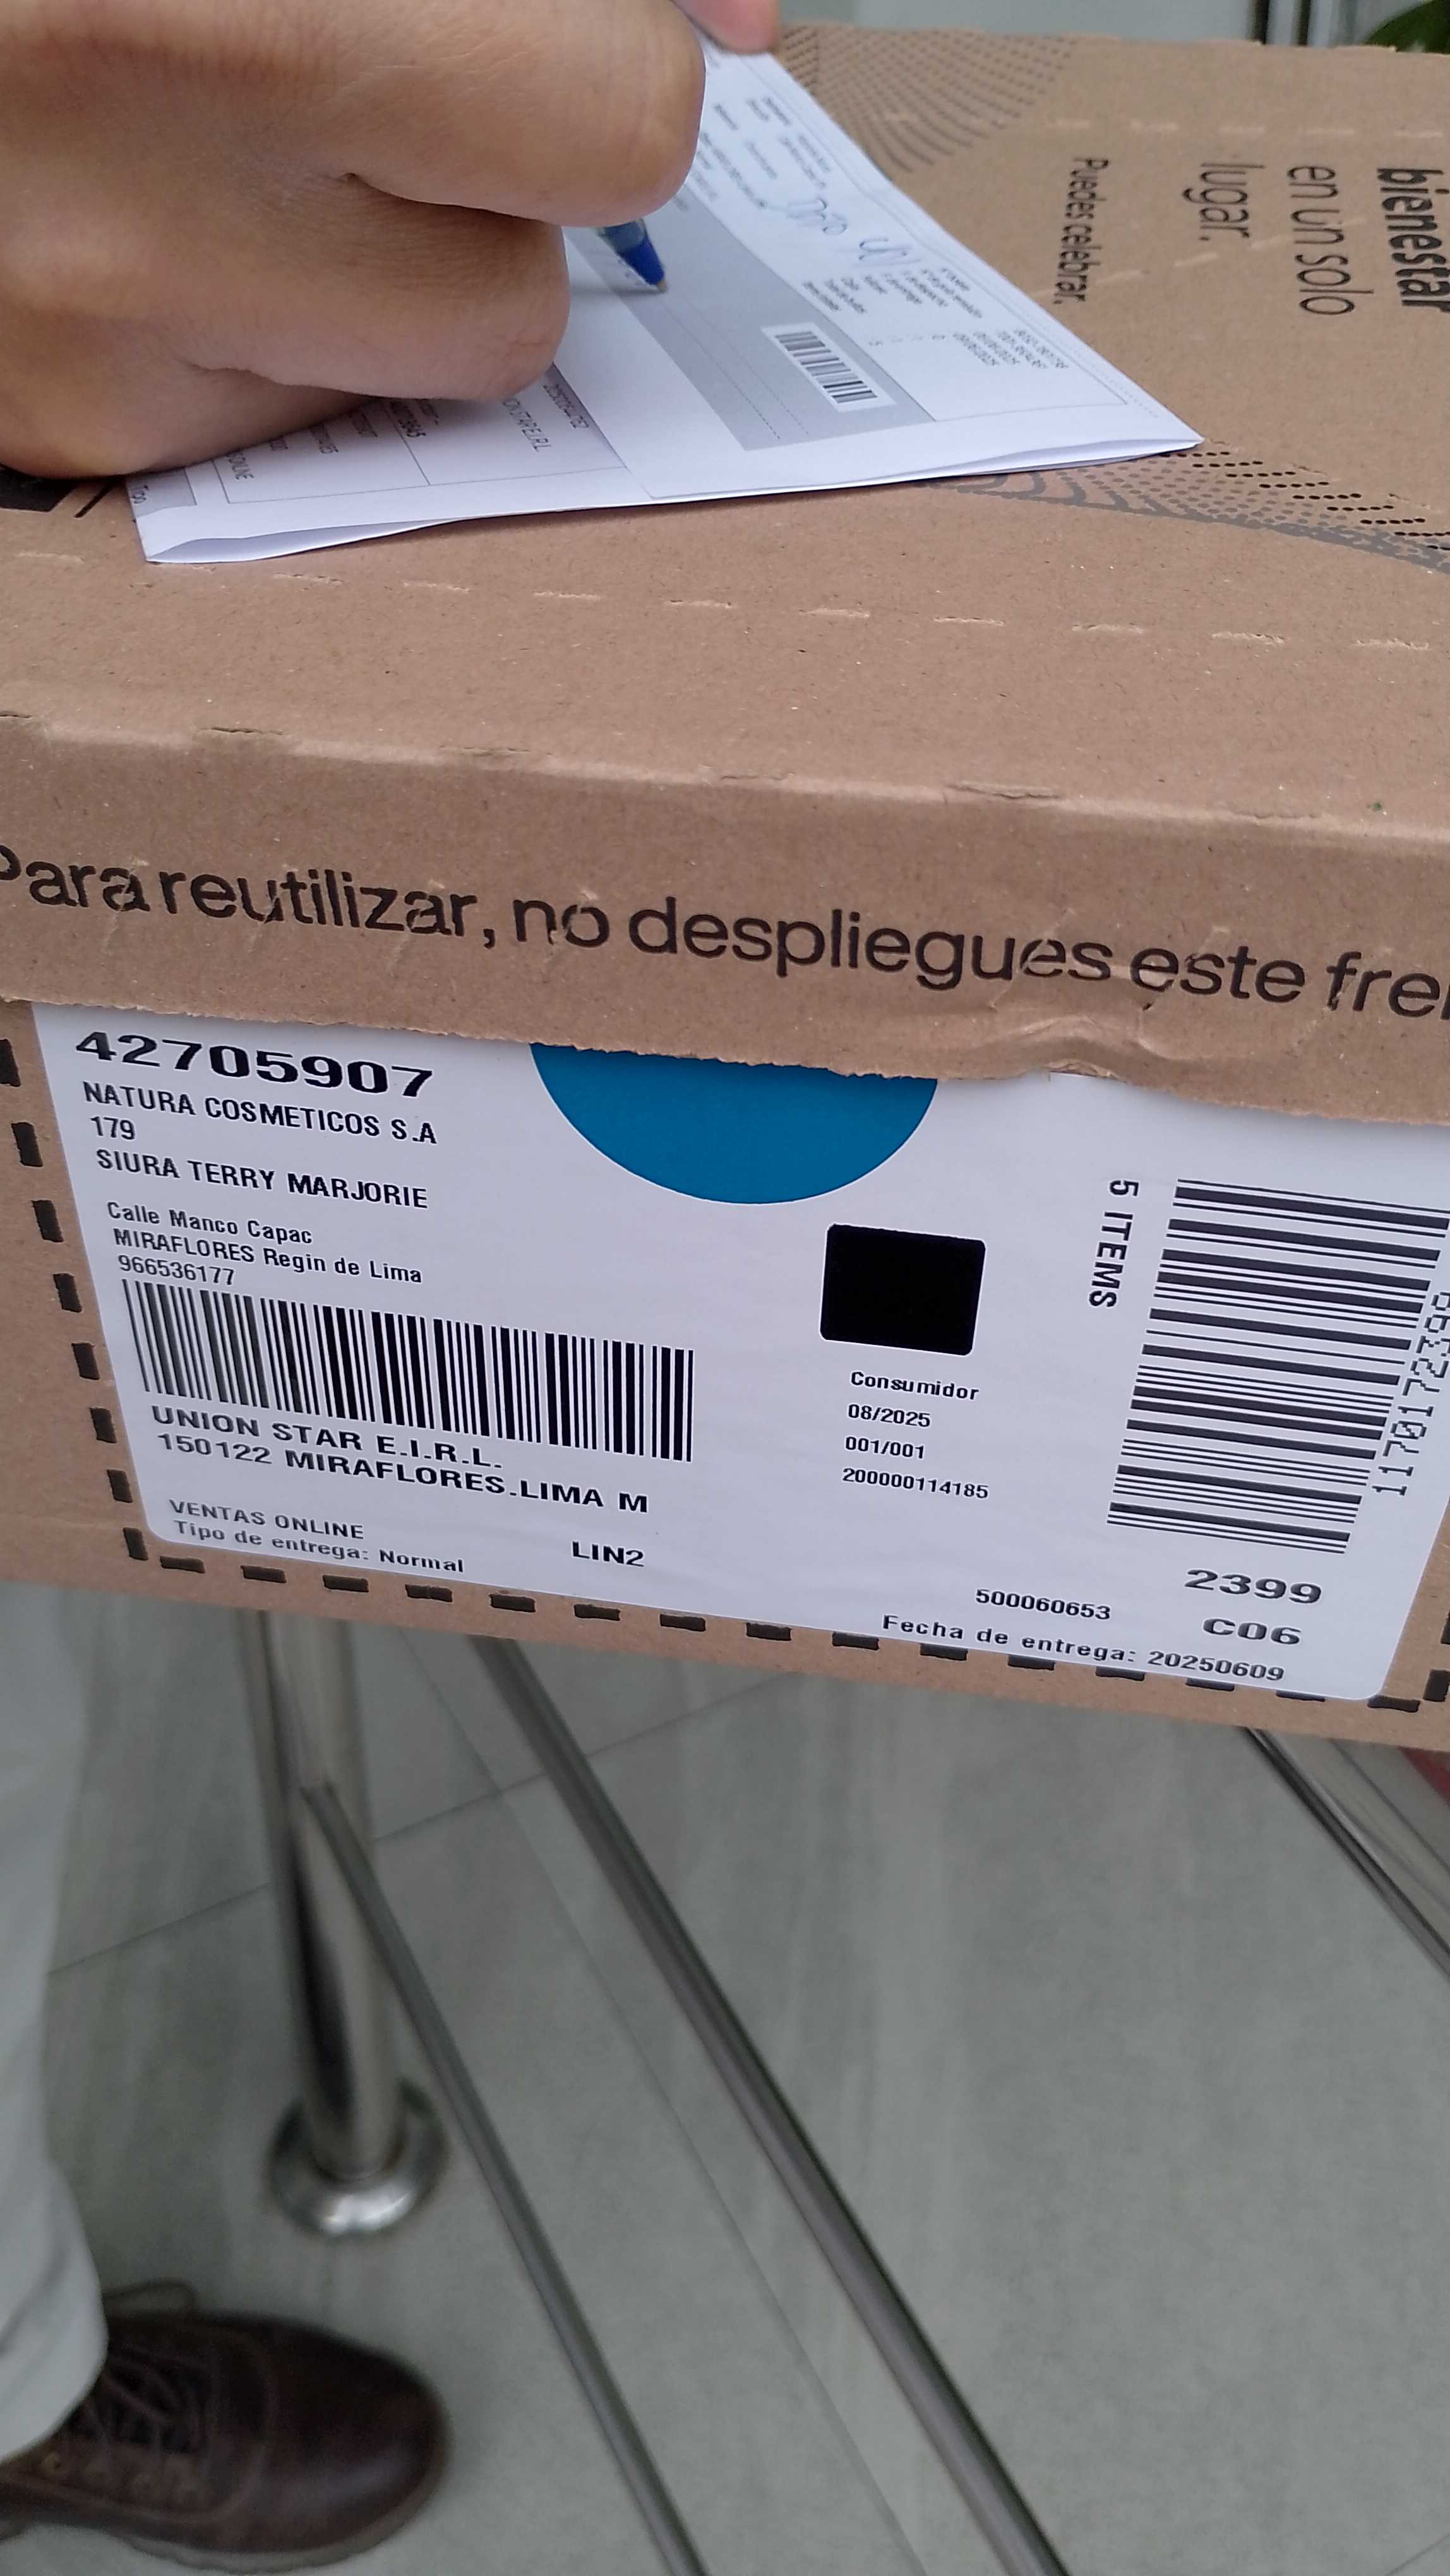 bienestar
en un solo
lugar.
Puedes celebrar,
Para reutilizar, no despliegues este fre
42705907
NATURA COSMETICOS S.A
179
SIURA TERRY MARJORIE
Calle Manco Capac
MIRAFLORES Regin de Lima
966536177
UNION STAR E.I.R.L.
150122 MIRAFLORES.LIMA M
VENTAS ONLINE
Tipo de entrega: Normal
LIN2
Consumidor
08/2025
001/001
200000114185
5 ITEMS
2399
C06
500060653
Fecha de entrega: 20250609